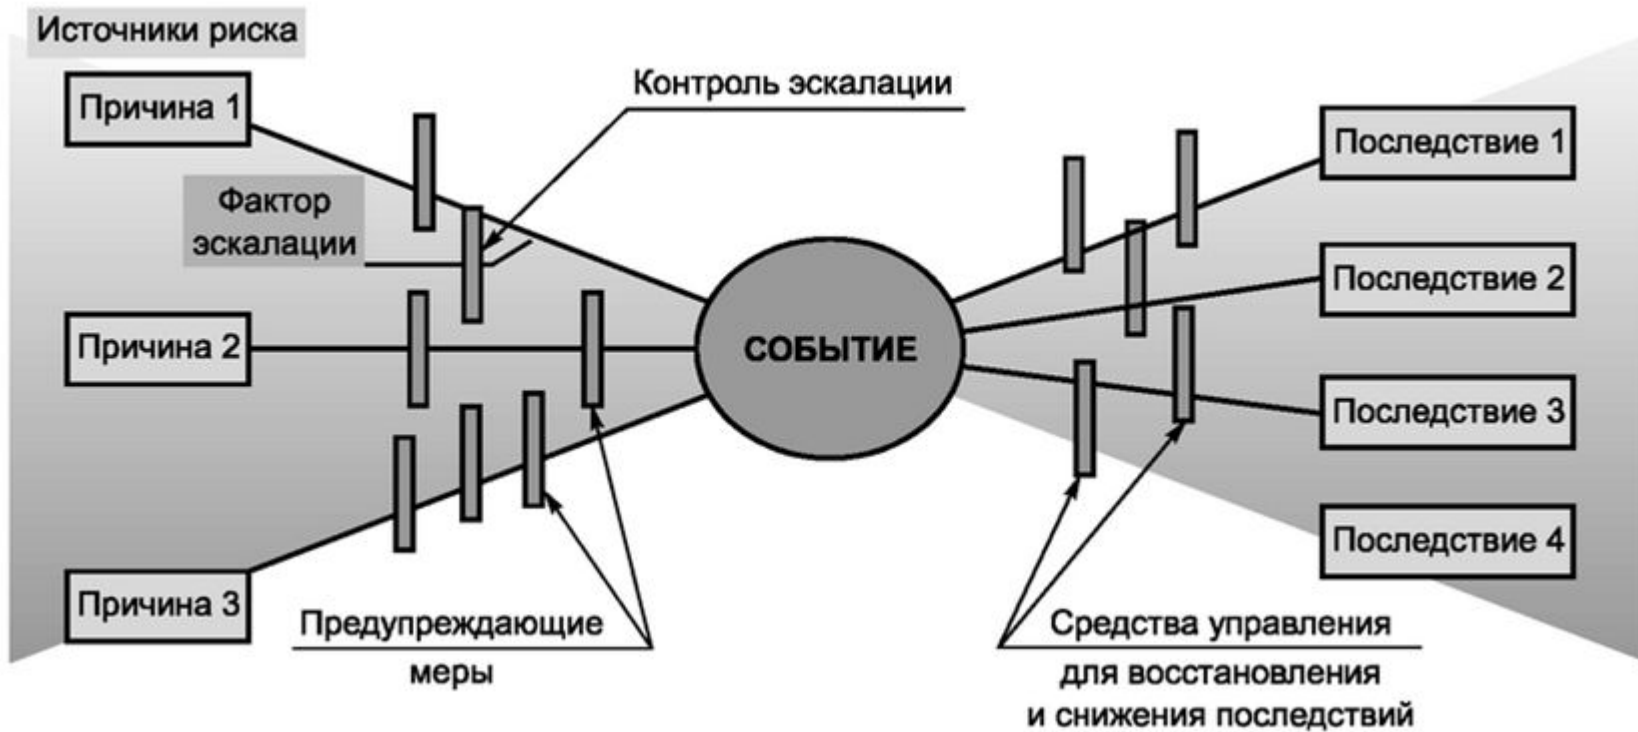 Источники риска
Причина 1
Контроль эскалации
Фактор
эскалации
Причина 2
Причина 3
Предупреждающие
меры
СОБЫТИЕ
Последствие 1
Последствие 2
Последствие 3
Последствие 4
Средства управления
для восстановления
и снижения последствий